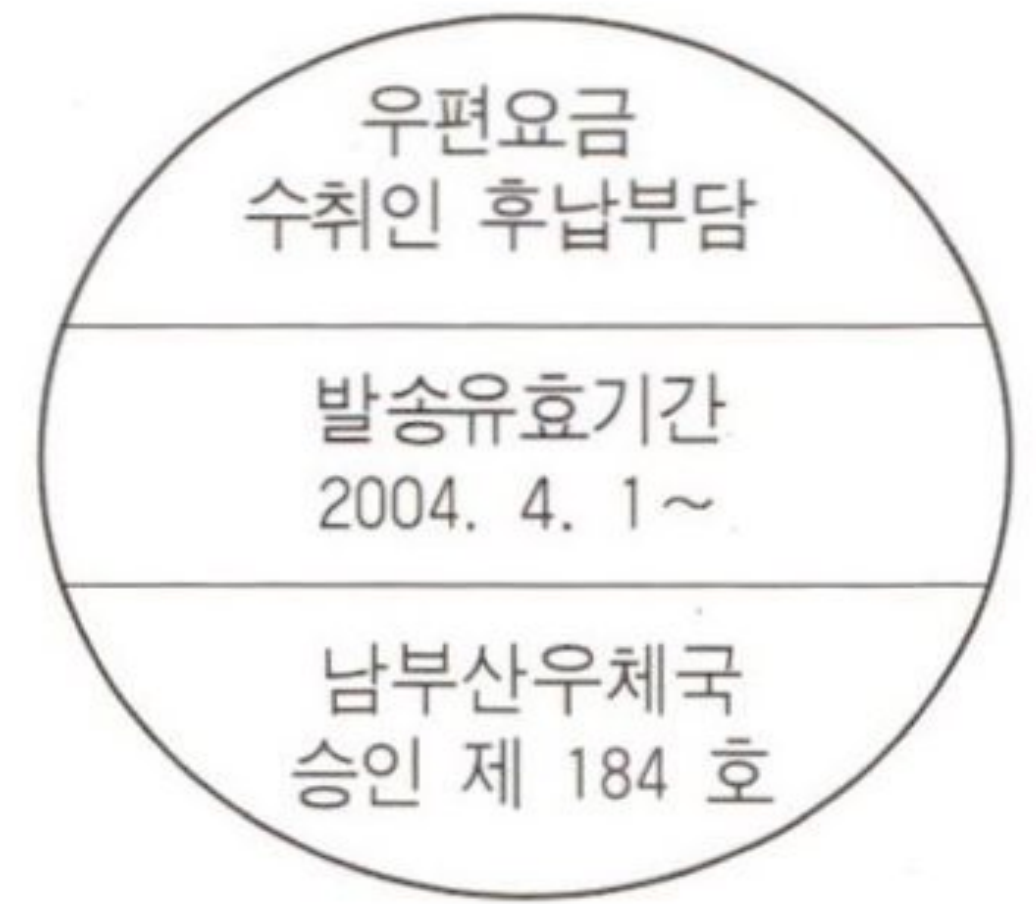 우편요금
수취인 후납부담
발송유효기간
2004. 4. 1~
남부산우체국
승인 제 184 호